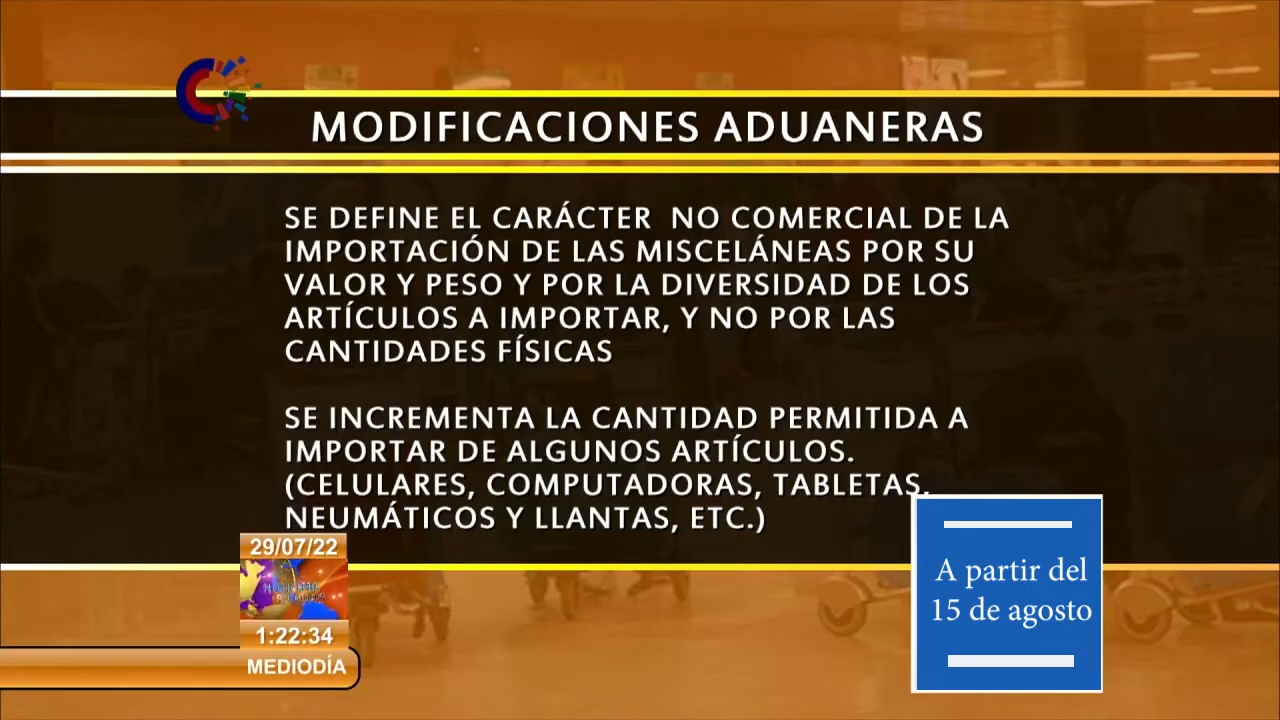 MODIFICACIONES ADUANERAS
SE DEFINE EL CARÁCTER NO COMERCIAL DE LA
IMPORTACIÓN DE LAS MISCELÁNEAS POR SU
VALOR Y PESO Y POR LA DIVERSIDAD DE LOS
ARTÍCULOS A IMPORTAR, Y NO POR LAS
CANTIDADES FÍSICAS
SE INCREMENTA LA CANTIDAD PERMITIDA A
IMPORTAR DE ALGUNOS ARTÍCULOS.
(CELULARES, COMPUTADORAS, TABLETAS,
NEUMÁTICOS Y LLANTAS, ETC.)
29/07/22
1:22:34
MEDIODÍA
A partir del
15 de agosto